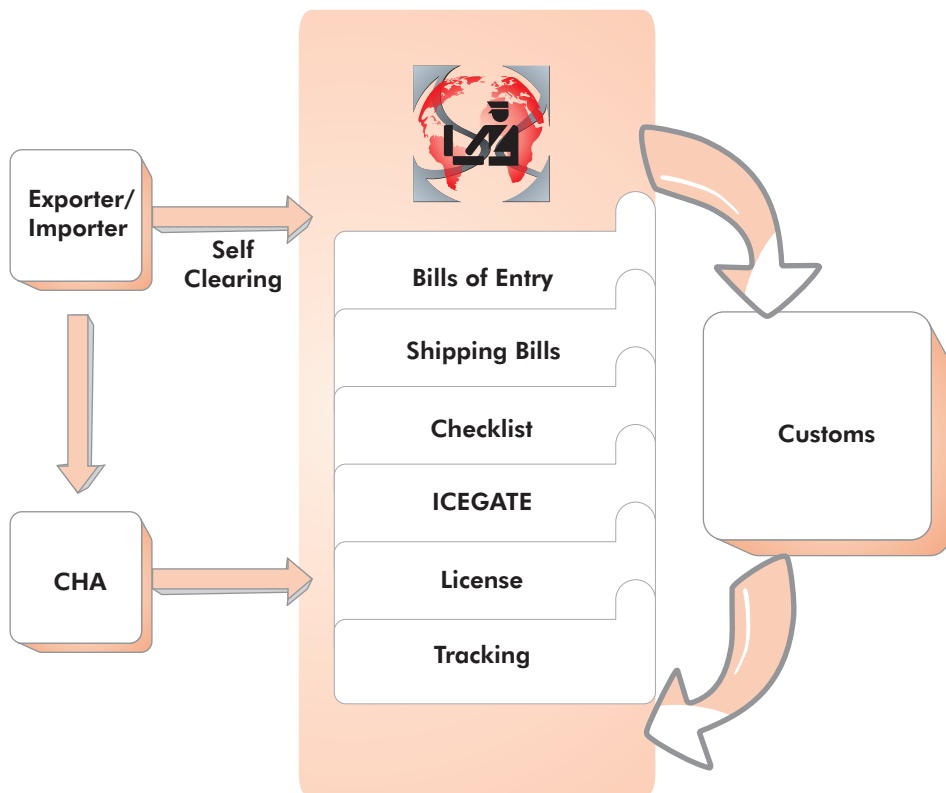 Exporter/
Importer
Self
Clearing
CHA
Bills of Entry
Shipping Bills
Checklist
ICEGATE
License
Tracking
Customs